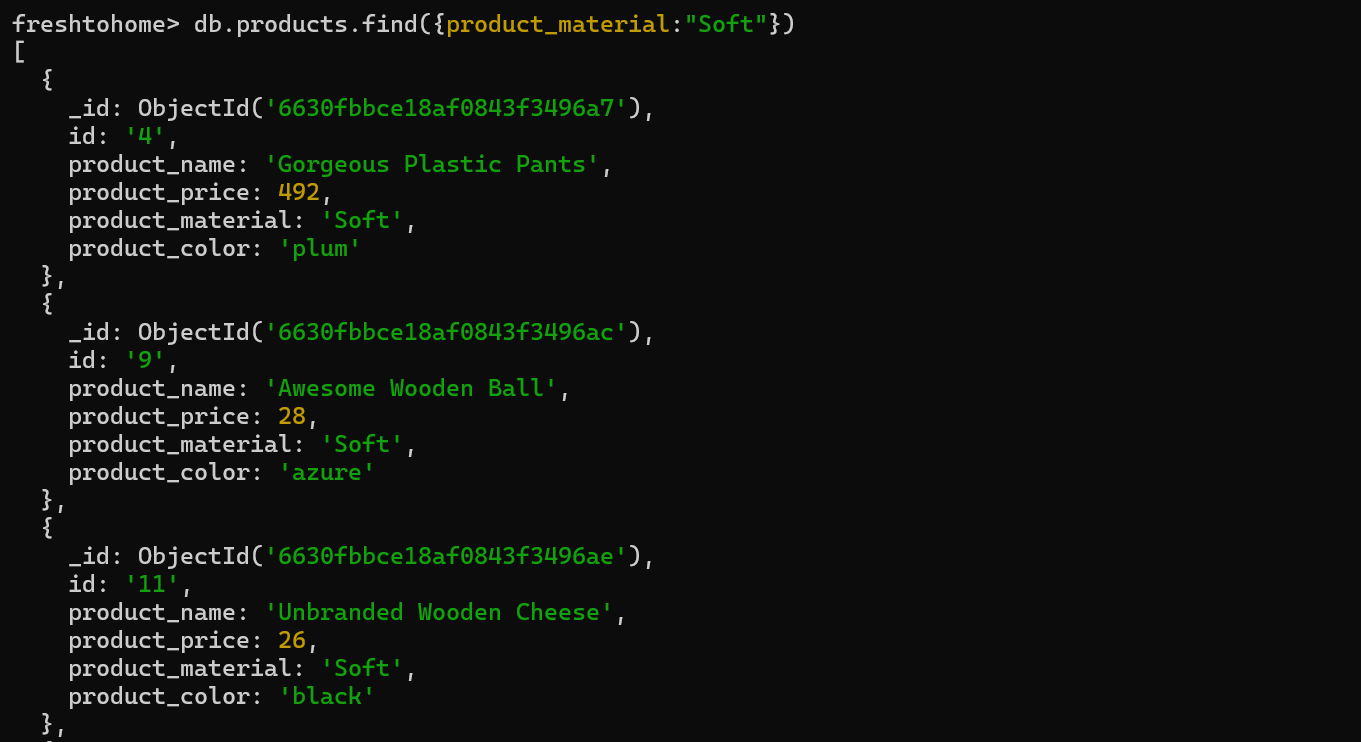 freshtohome> db.products.find({product_material:"Soft"})
[
  {
    _id: ObjectId('6630fbbce18af0843f3496a7'),
    id: '4',
    product_name: 'Gorgeous Plastic Pants',
    product_price: 492,
    product_material: 'Soft',
    product_color: 'plum'
  },
  {
    _id: ObjectId('6630fbbce18af0843f3496ac'),
    id: '9',
    product_name: 'Awesome Wooden Ball',
    product_price: 28,
    product_material: 'Soft',
    product_color: 'azure'
  },
  {
    _id: ObjectId('6630fbbce18af0843f3496ae'),
    id: '11',
    product_name: 'Unbranded Wooden Cheese',
    product_price: 26,
    product_material: 'Soft',
    product_color: 'black'
  },